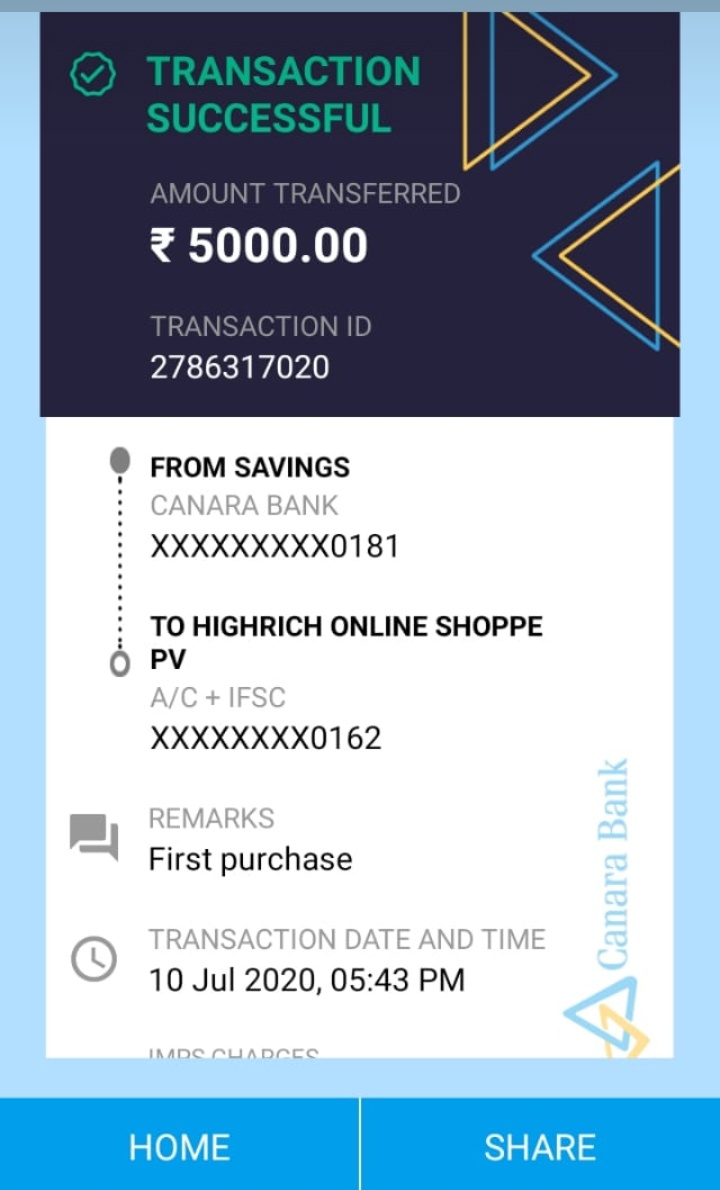 TRANSACTION
SUCCESSFUL
AMOUNT TRANSFERRED
₹ 5000.00
TRANSACTION ID
2786317020
FROM SAVINGS
CANARA BANK
XXXXXXXXX0181
TO HIGHRICH ONLINE SHOPPE
PV
A/C + IFSC
XXXXXXXX0162
REMARKS
First purchase
TRANSACTION DATE AND TIME
10 Jul 2020, 05:43 PM
IMPS CHARGES
Canara Bank
HOME
SHARE